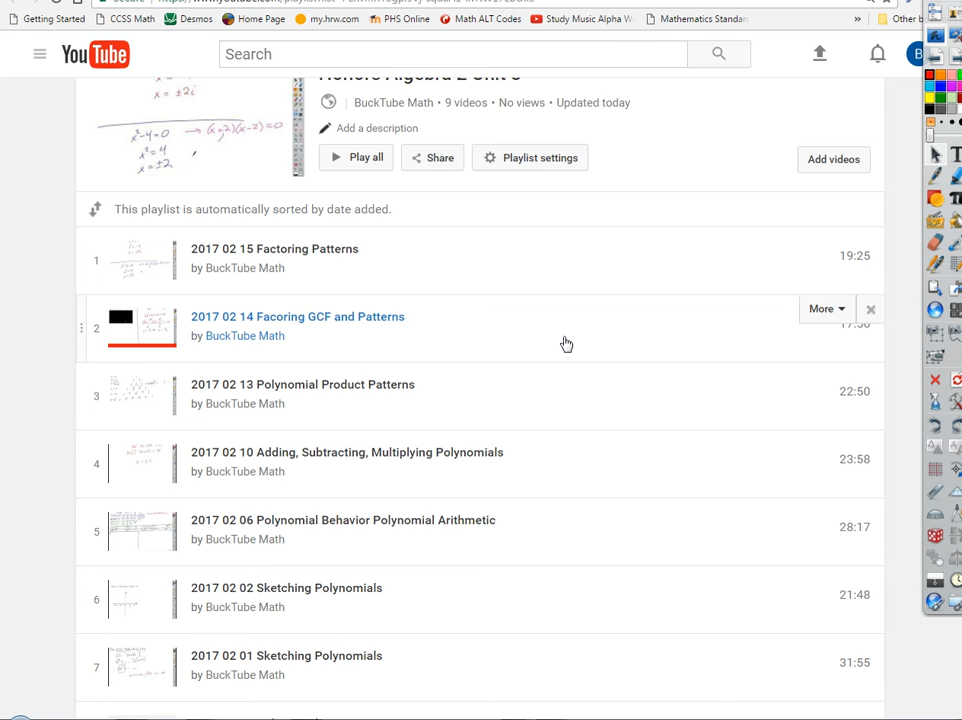 Getting Started CCSS Math Desmos Home Page my.hrw.com PHS Online Math ALT Codes Study Music Alpha W Mathematics Standar » Other b
YouTube Search B
BuckTube Math • 9 videos • No views • Updated today
Add a description
Play all Share Playlist settings Add videos
x = ±2i
x²-4=0 → (x+2)(x-2)=0
x²=4
x=±2
This playlist is automatically sorted by date added.
1 2017 02 15 Factoring Patterns 19:25
by BuckTube Math
2 2017 02 14 Facoring GCF and Patterns More
by BuckTube Math
3 2017 02 13 Polynomial Product Patterns 22:50
by BuckTube Math
4 2017 02 10 Adding, Subtracting, Multiplying Polynomials 23:58
by BuckTube Math
5 2017 02 06 Polynomial Behavior Polynomial Arithmetic 28:17
by BuckTube Math
6 2017 02 02 Sketching Polynomials 21:48
by BuckTube Math
7 2017 02 01 Sketching Polynomials 31:55
by BuckTube Math